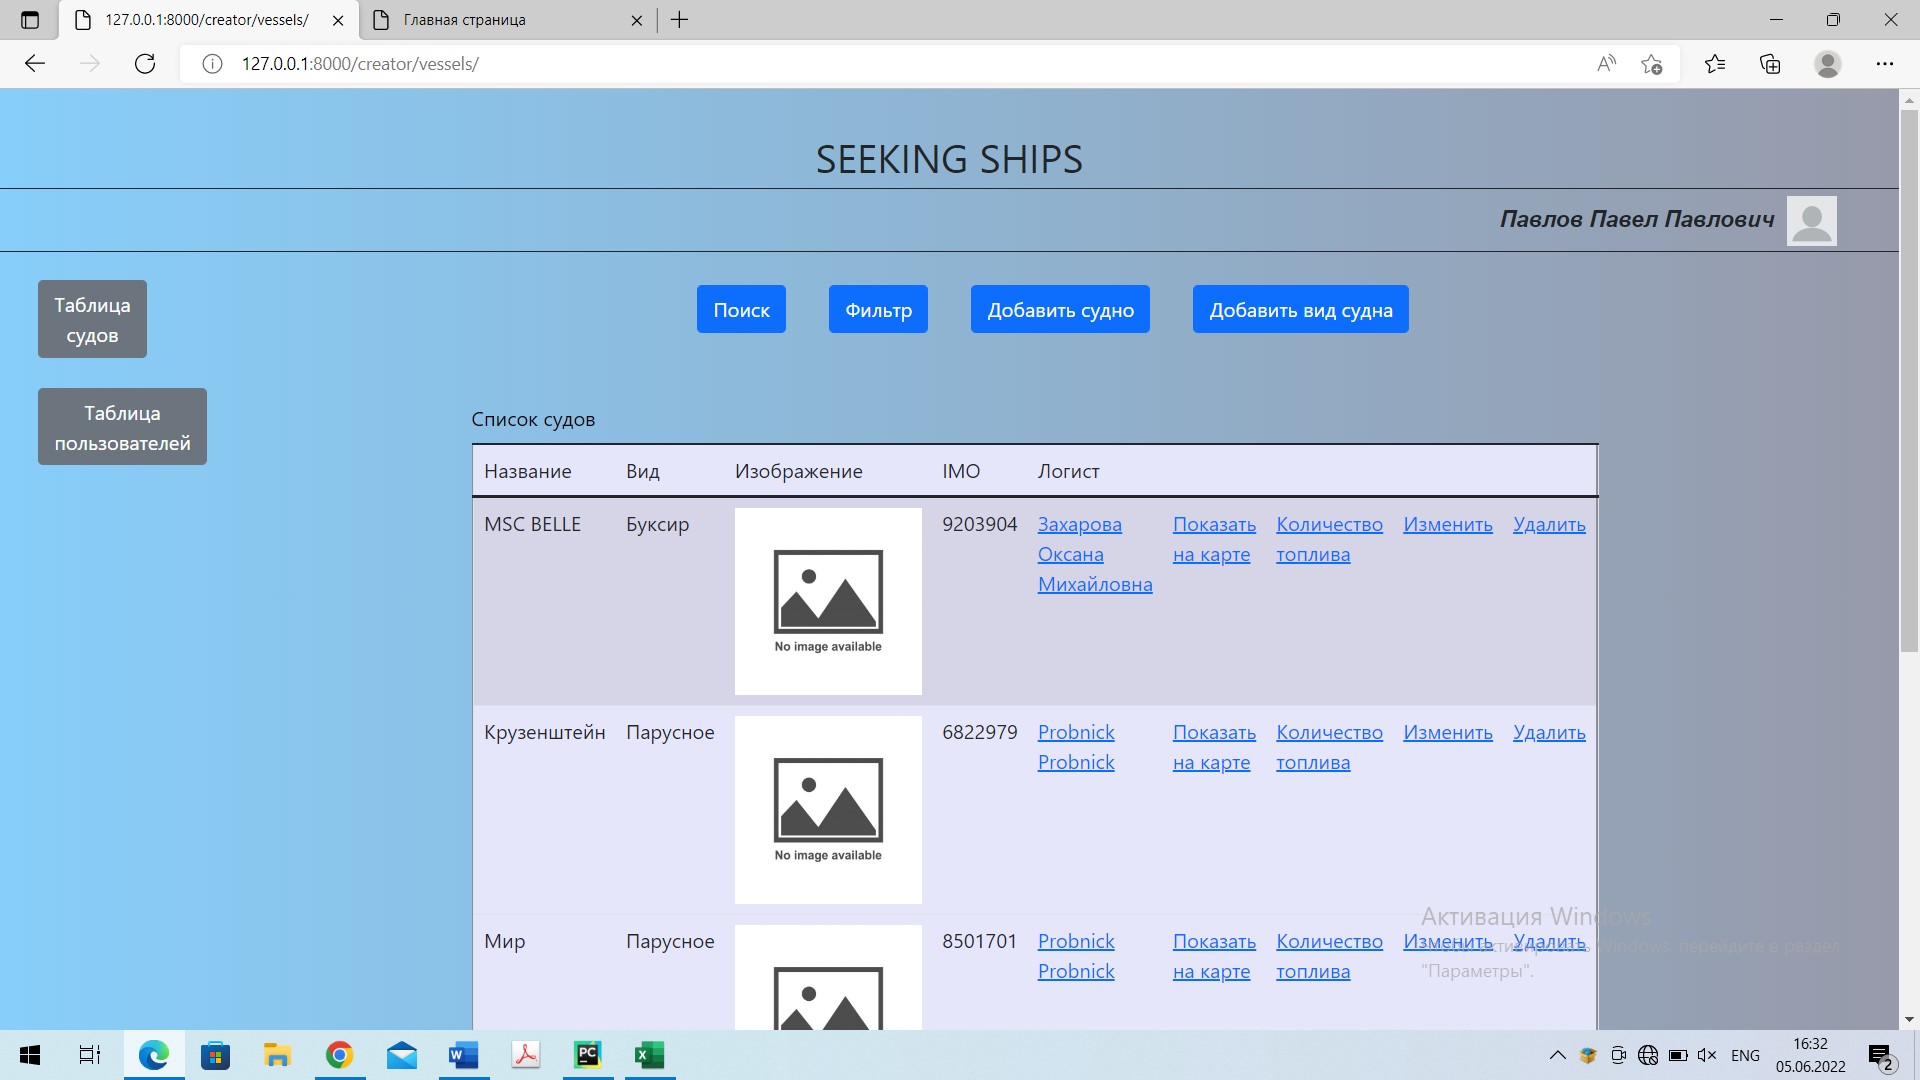 127.0.0.1:8000/creator/vessels/
Главная страница
127.0.0.1:8000/creator/vessels/
SEEKING SHIPS
Павлов Павел Павлович
Таблица
судов
Поиск
Фильтр
Добавить судно
Добавить вид судна
Таблица
пользователей
Список судов
Название Вид Изображение IMO Логист
MSC BELLE Буксир 9203904 Захарова Показать Количество Изменить Удалить
Оксана на карте топлива
Михайловна
No image available
Крузенштейн Парусное 6822979 Probnick Показать Количество Изменить Удалить
Probnick на карте топлива
No image available
Активация Windows
Мир Парусное 8501701 Probnick Показать Количество Изменить Удалить
Windows, перейдите в раздел
Probnick на карте топлива
"Параметры".
ENG
16:32
05.06.2022
2